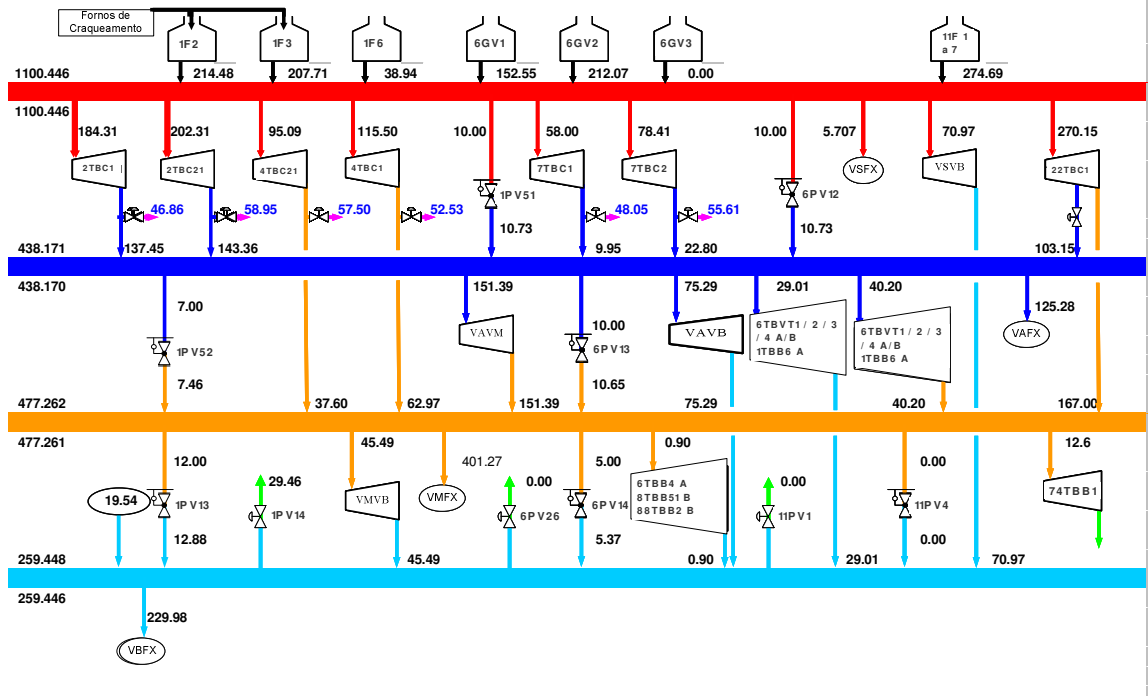 Fornos de
Craqueamento
1F2
1F3
1F6
6GV1
6GV2
6GV3
11F 1
a 7
1100.446
214.48
207.71
38.94
152.55
212.07
0.00
274.69
1100.446
184.31
202.31
95.09
115.50
10.00
58.00
78.41
10.00
5.707
70.97
270.15
2TBC1
2TBC21
4TBC21
4TBC1
7TBC1
7TBC2
VSFX
VSVB
22TBC1
1PV51
6PV12
46.86
58.95
57.50
52.53
48.05
55.61
10.73
10.73
438.171
137.45
143.36
9.95
22.80
103.15
438.170
7.00
151.39
75.29
29.01
40.20
125.28
10.00
VAVM
VAVB
6TBVT1 / 2 / 3
/ 4 A/B
1TBB6 A
6TBVT1 / 2 / 3
/ 4 A/B
1TBB6 A
VAFX
1PV52
6PV13
7.46
10.65
477.262
37.60
62.97
151.39
75.29
40.20
167.00
477.261
12.00
45.49
401.27
5.00
0.90
0.00
12.6
29.46
0.00
0.00
19.54
1PV13
1PV14
VMVB
VMFX
6PV26
6PV14
6TBB4 A
8TBB51 B
88TBB2 B
11PV1
11PV4
74TBB1
12.88
5.37
0.00
259.448
45.49
0.90
29.01
70.97
259.446
229.98
VBFX